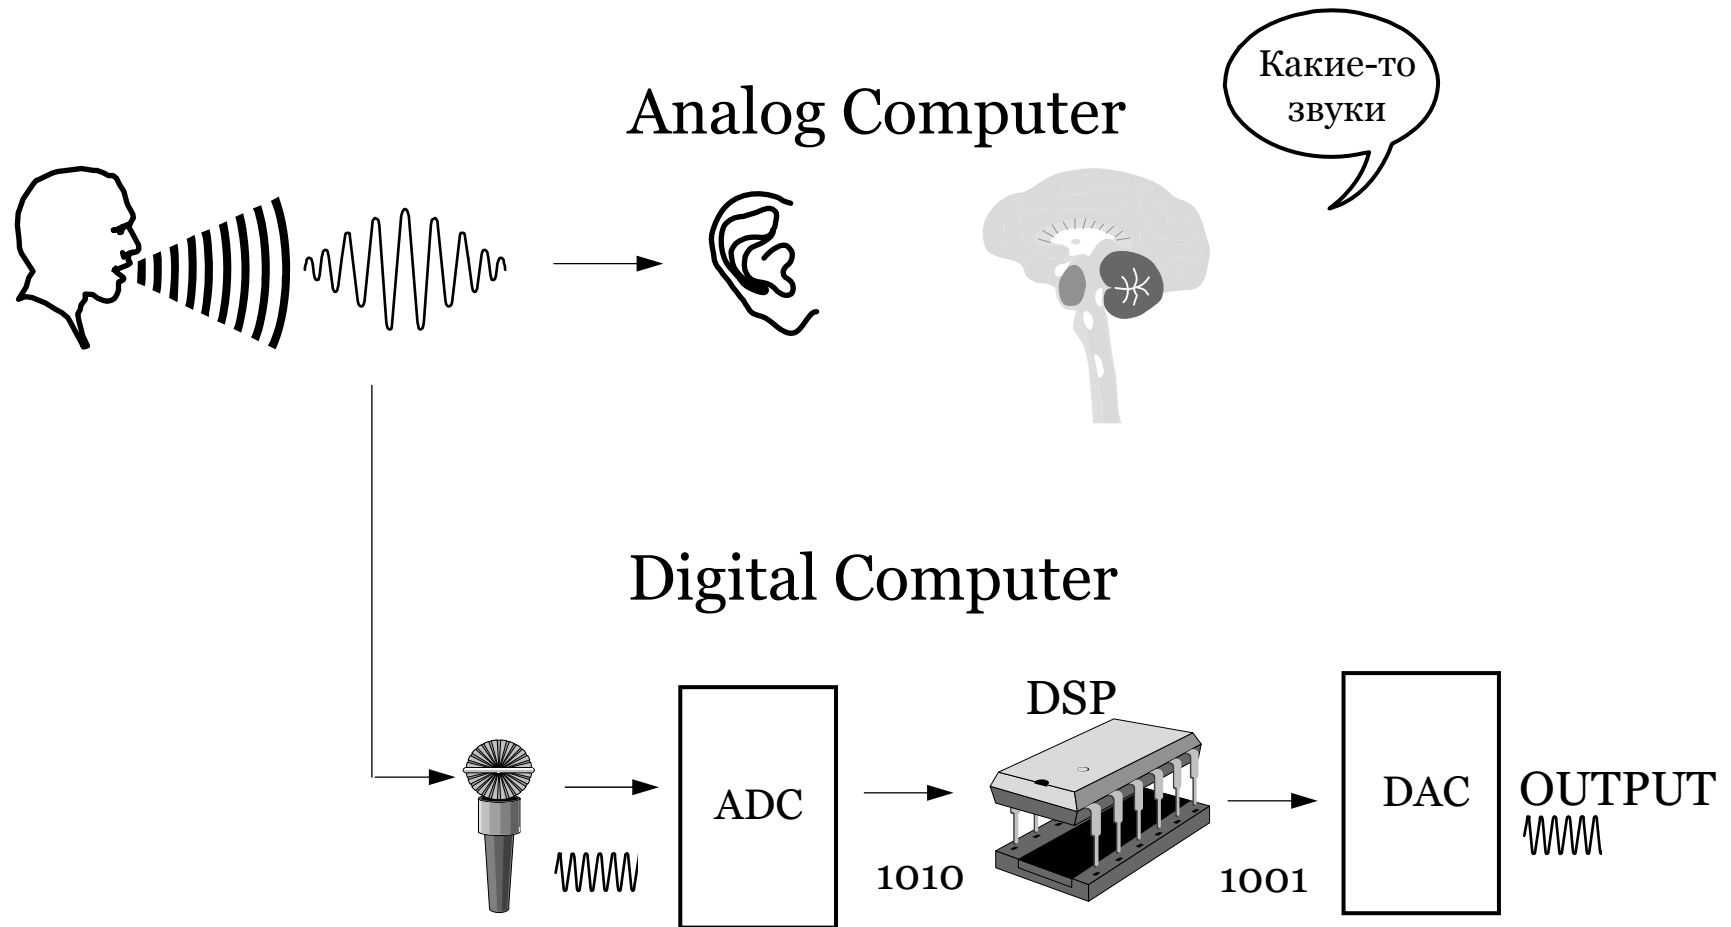 Какие-то
звуки
Analog Computer
Digital Computer
DSP
ADC
DAC
OUTPUT
1010
1001